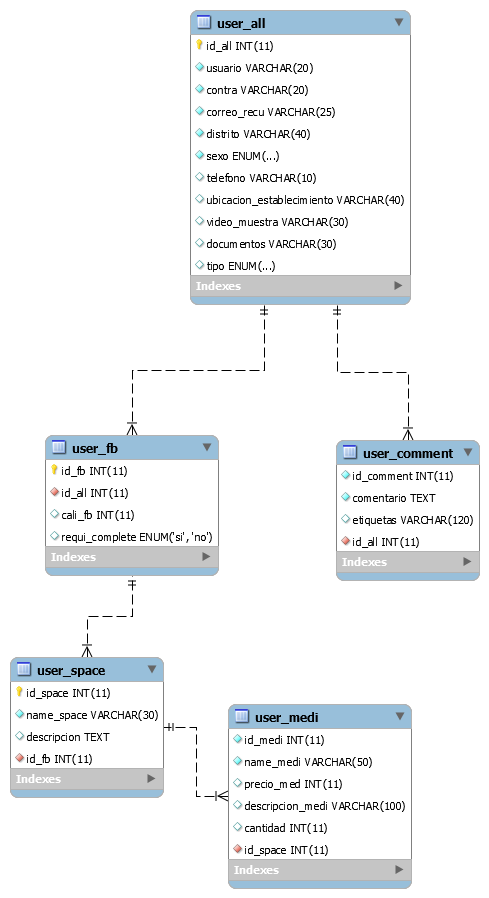 user_all
id_all INT(11)
usuario VARCHAR(20)
contra VARCHAR(20)
correo_recu VARCHAR(25)
distrito VARCHAR(40)
sexo ENUM(...)
telefono VARCHAR(10)
ubicacion_establecimiento VARCHAR(40)
video_muestra VARCHAR(30)
documentos VARCHAR(30)
tipo ENUM(...)
Indexes
user_fb
id_fb INT(11)
id_all INT(11)
cali_fb INT(11)
requi_complete ENUM('si', 'no')
Indexes
user_comment
id_comment INT(11)
comentario TEXT
etiquetas VARCHAR(120)
id_all INT(11)
Indexes
user_space
id_space INT(11)
name_space VARCHAR(30)
descripcion TEXT
id_fb INT(11)
Indexes
user_medi
id_medi INT(11)
name_medi VARCHAR(50)
precio_med INT(11)
descripcion_medi VARCHAR(100)
cantidad INT(11)
id_space INT(11)
Indexes